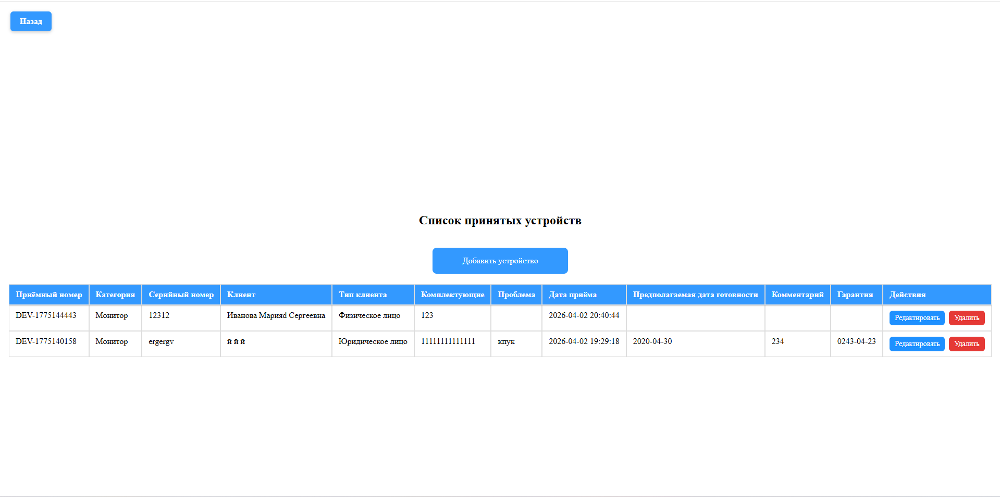 Назад
Список принятых устройств
Добавить устройство
Приёмный номер Категория Серийный номер Клиент Тип клиента Комплектующие Проблема Дата приёма Предполагаемая дата готовности Комментарий Гарантия Действия
DEV-1775144443 Монитор 12312 Иванова Марияd Сергеевна Физическое лицо 123 2026-04-02 20:40:44 Редактировать Удалить
DEV-1775140158 Монитор ergergv й й й Юридическое лицо 11111111111111 кпук 2026-04-02 19:29:18 2020-04-30 234 0243-04-23 Редактировать Удалить